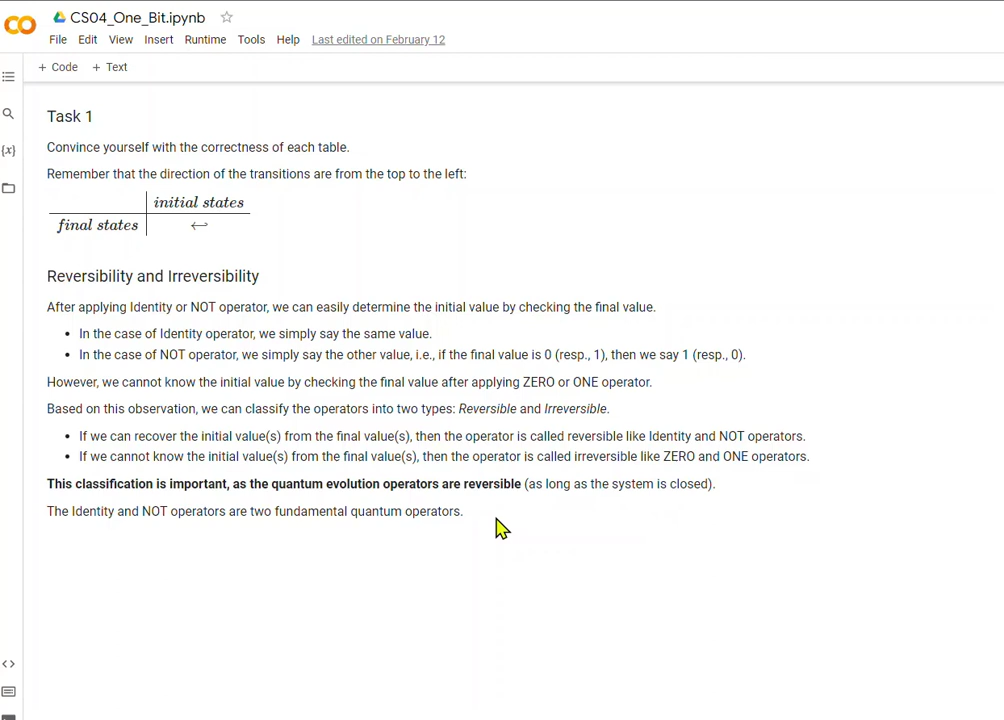 CS04_One_Bit.ipynb
File Edit View Insert Runtime Tools Help Last edited on February 12
+ Code + Text
Task 1
Convince yourself with the correctness of each table.
Remember that the direction of the transitions are from the top to the left:
initial states
final states ↩
Reversibility and Irreversibility
After applying Identity or NOT operator, we can easily determine the initial value by checking the final value.
• In the case of Identity operator, we simply say the same value.
• In the case of NOT operator, we simply say the other value, i.e., if the final value is 0 (resp., 1), then we say 1 (resp., 0).
However, we cannot know the initial value by checking the final value after applying ZERO or ONE operator.
Based on this observation, we can classify the operators into two types: Reversible and Irreversible.
• If we can recover the initial value(s) from the final value(s), then the operator is called reversible like Identity and NOT operators.
• If we cannot know the initial value(s) from the final value(s), then the operator is called irreversible like ZERO and ONE operators.
This classification is important, as the quantum evolution operators are reversible (as long as the system is closed).
The Identity and NOT operators are two fundamental quantum operators.